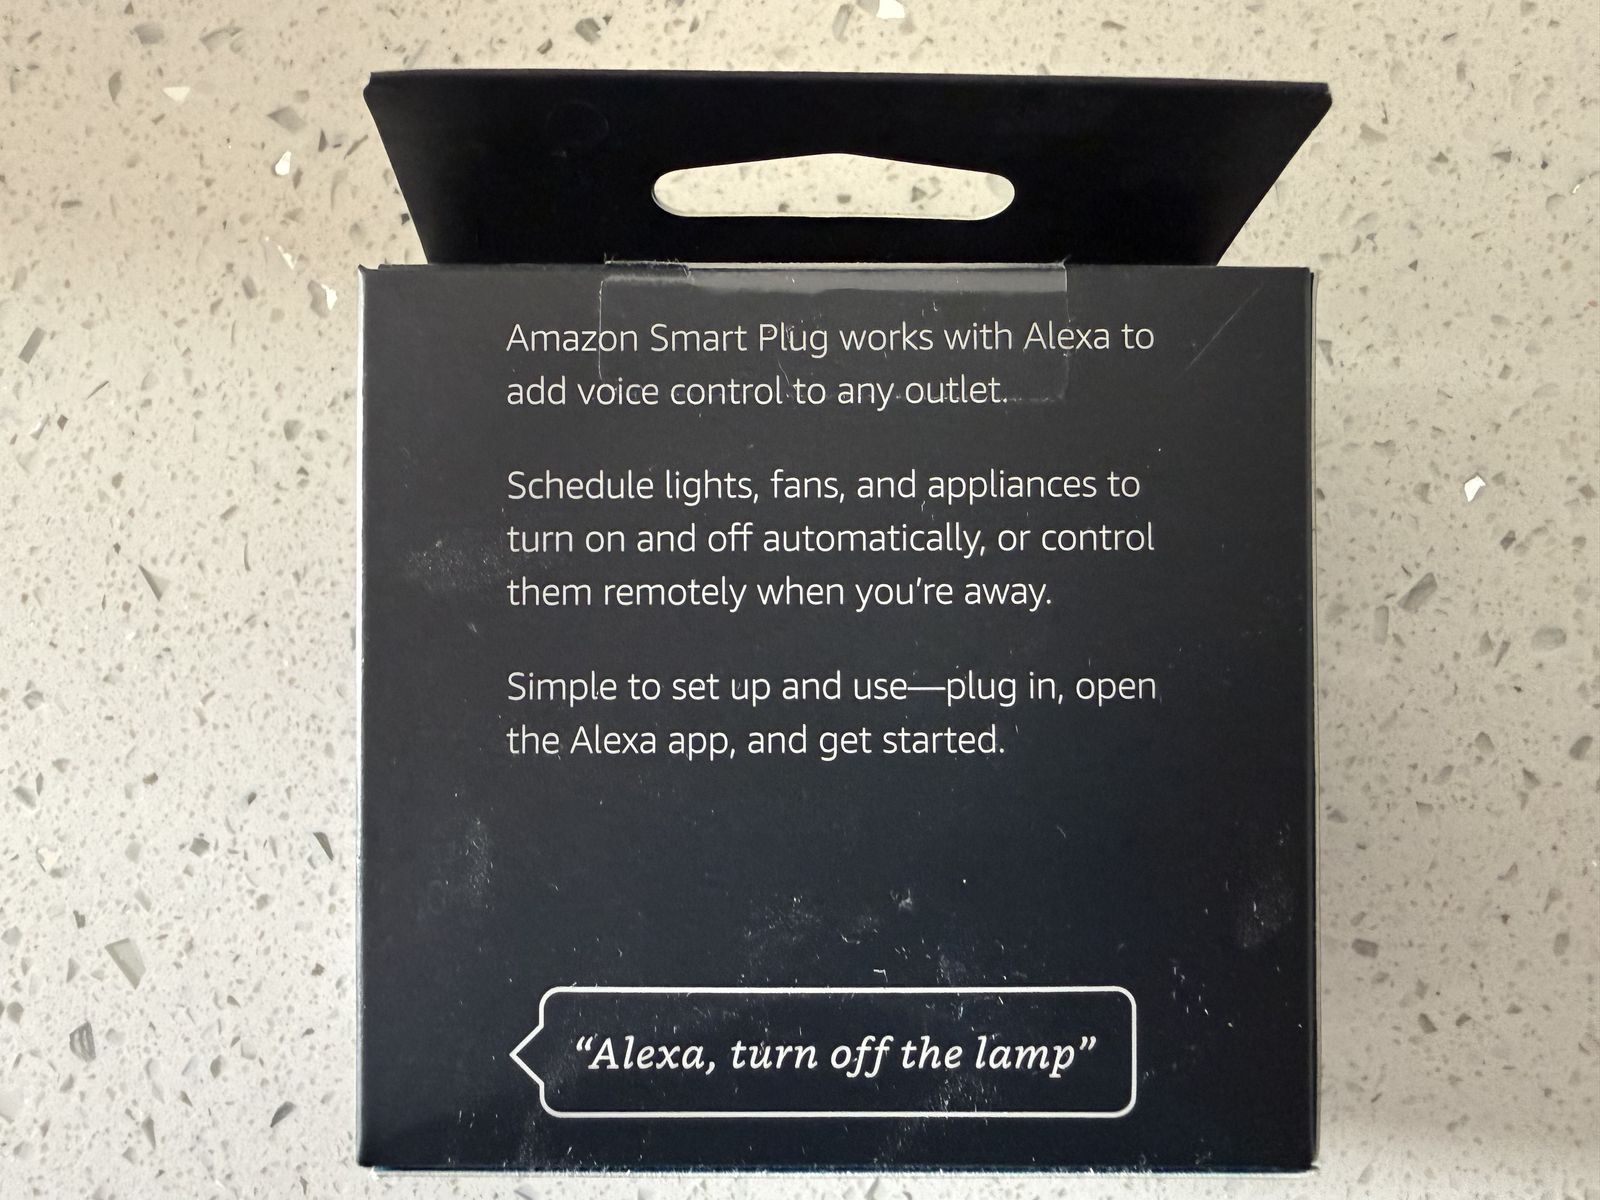 Amazon Smart Plug works with Alexa to
add voice control to any outlet.
Schedule lights, fans, and appliances to
turn on and off automatically, or control
them remotely when you’re away.
Simple to set up and use—plug in, open
the Alexa app, and get started.
“Alexa, turn off the lamp”